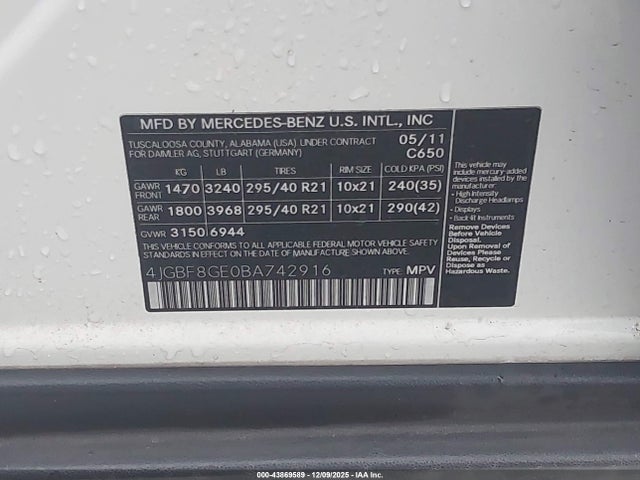 MFD BY MERCEDES-BENZ U.S. INTL., INC
TUSCALOOSA COUNTY, ALABAMA (USA) UNDER CONTRACT 05/11
FOR DAIMLER AG, STUTTGART (GERMANY) C650
KG LB TIRES RIM SIZE COLD KPA (PSI)
GAWR FRONT 1470 3240 295/40 R21 10x21 240(35)
GAWR REAR 1800 3968 295/40 R21 10x21 290(42)
GVWR 3150 6944
THIS VEHICLE CONFORMS TO ALL APPLICABLE FEDERAL MOTOR VEHICLE SAFETY
STANDARDS IN EFFECT ON THE DATE OF MANUFACTURE SHOWN ABOVE.
4JGBF8GE0BA742916 TYPE: MPV
Mercury Devices
This vehicle may
include mercury-added
devices installed by the
manufacturer:
• High Intensity
Discharge Headlamps
• Displays
• Back-lit Instruments
Remove Devices
Before Vehicle
Disposal.
Upon Removal of
Devices Please
Reuse, Recycle
or Dispose as
Hazardous Waste.
000-43869589 - 12/09/2025 - IAA Inc.